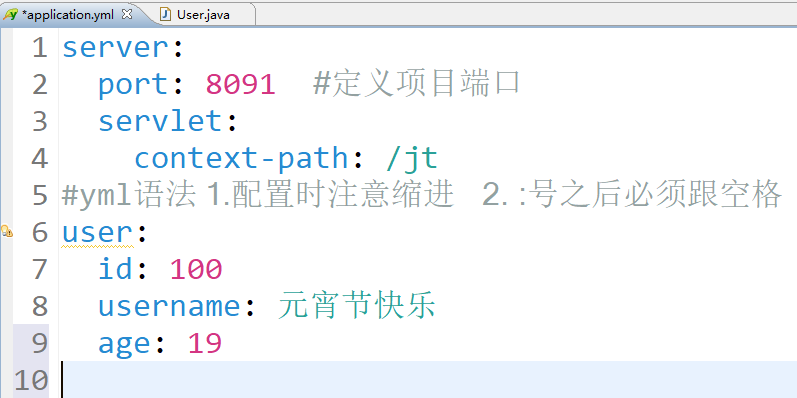 *application.yml User.java
1 server:
2   port: 8091  #定义项目端口
3   servlet:
4     context-path: /jt
5 #yml语法 1.配置时注意缩进   2. :号之后必须跟空格
6 user:
7   id: 100
8   username: 元宵节快乐
9   age: 19
10